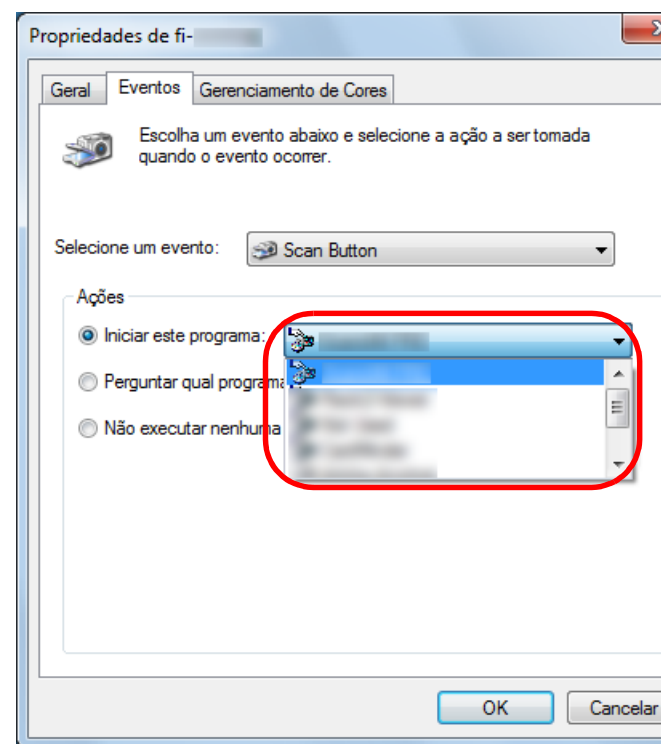 Propriedades de fi-
Geral Eventos Gerenciamento de Cores
Escolha um evento abaixo e selecione a ação a ser tomada
quando o evento ocorrer.
Selecione um evento: Scan Button
Ações
Iniciar este programa:
Perguntar qual programa
Não executar nenhuma
OK Cancelar